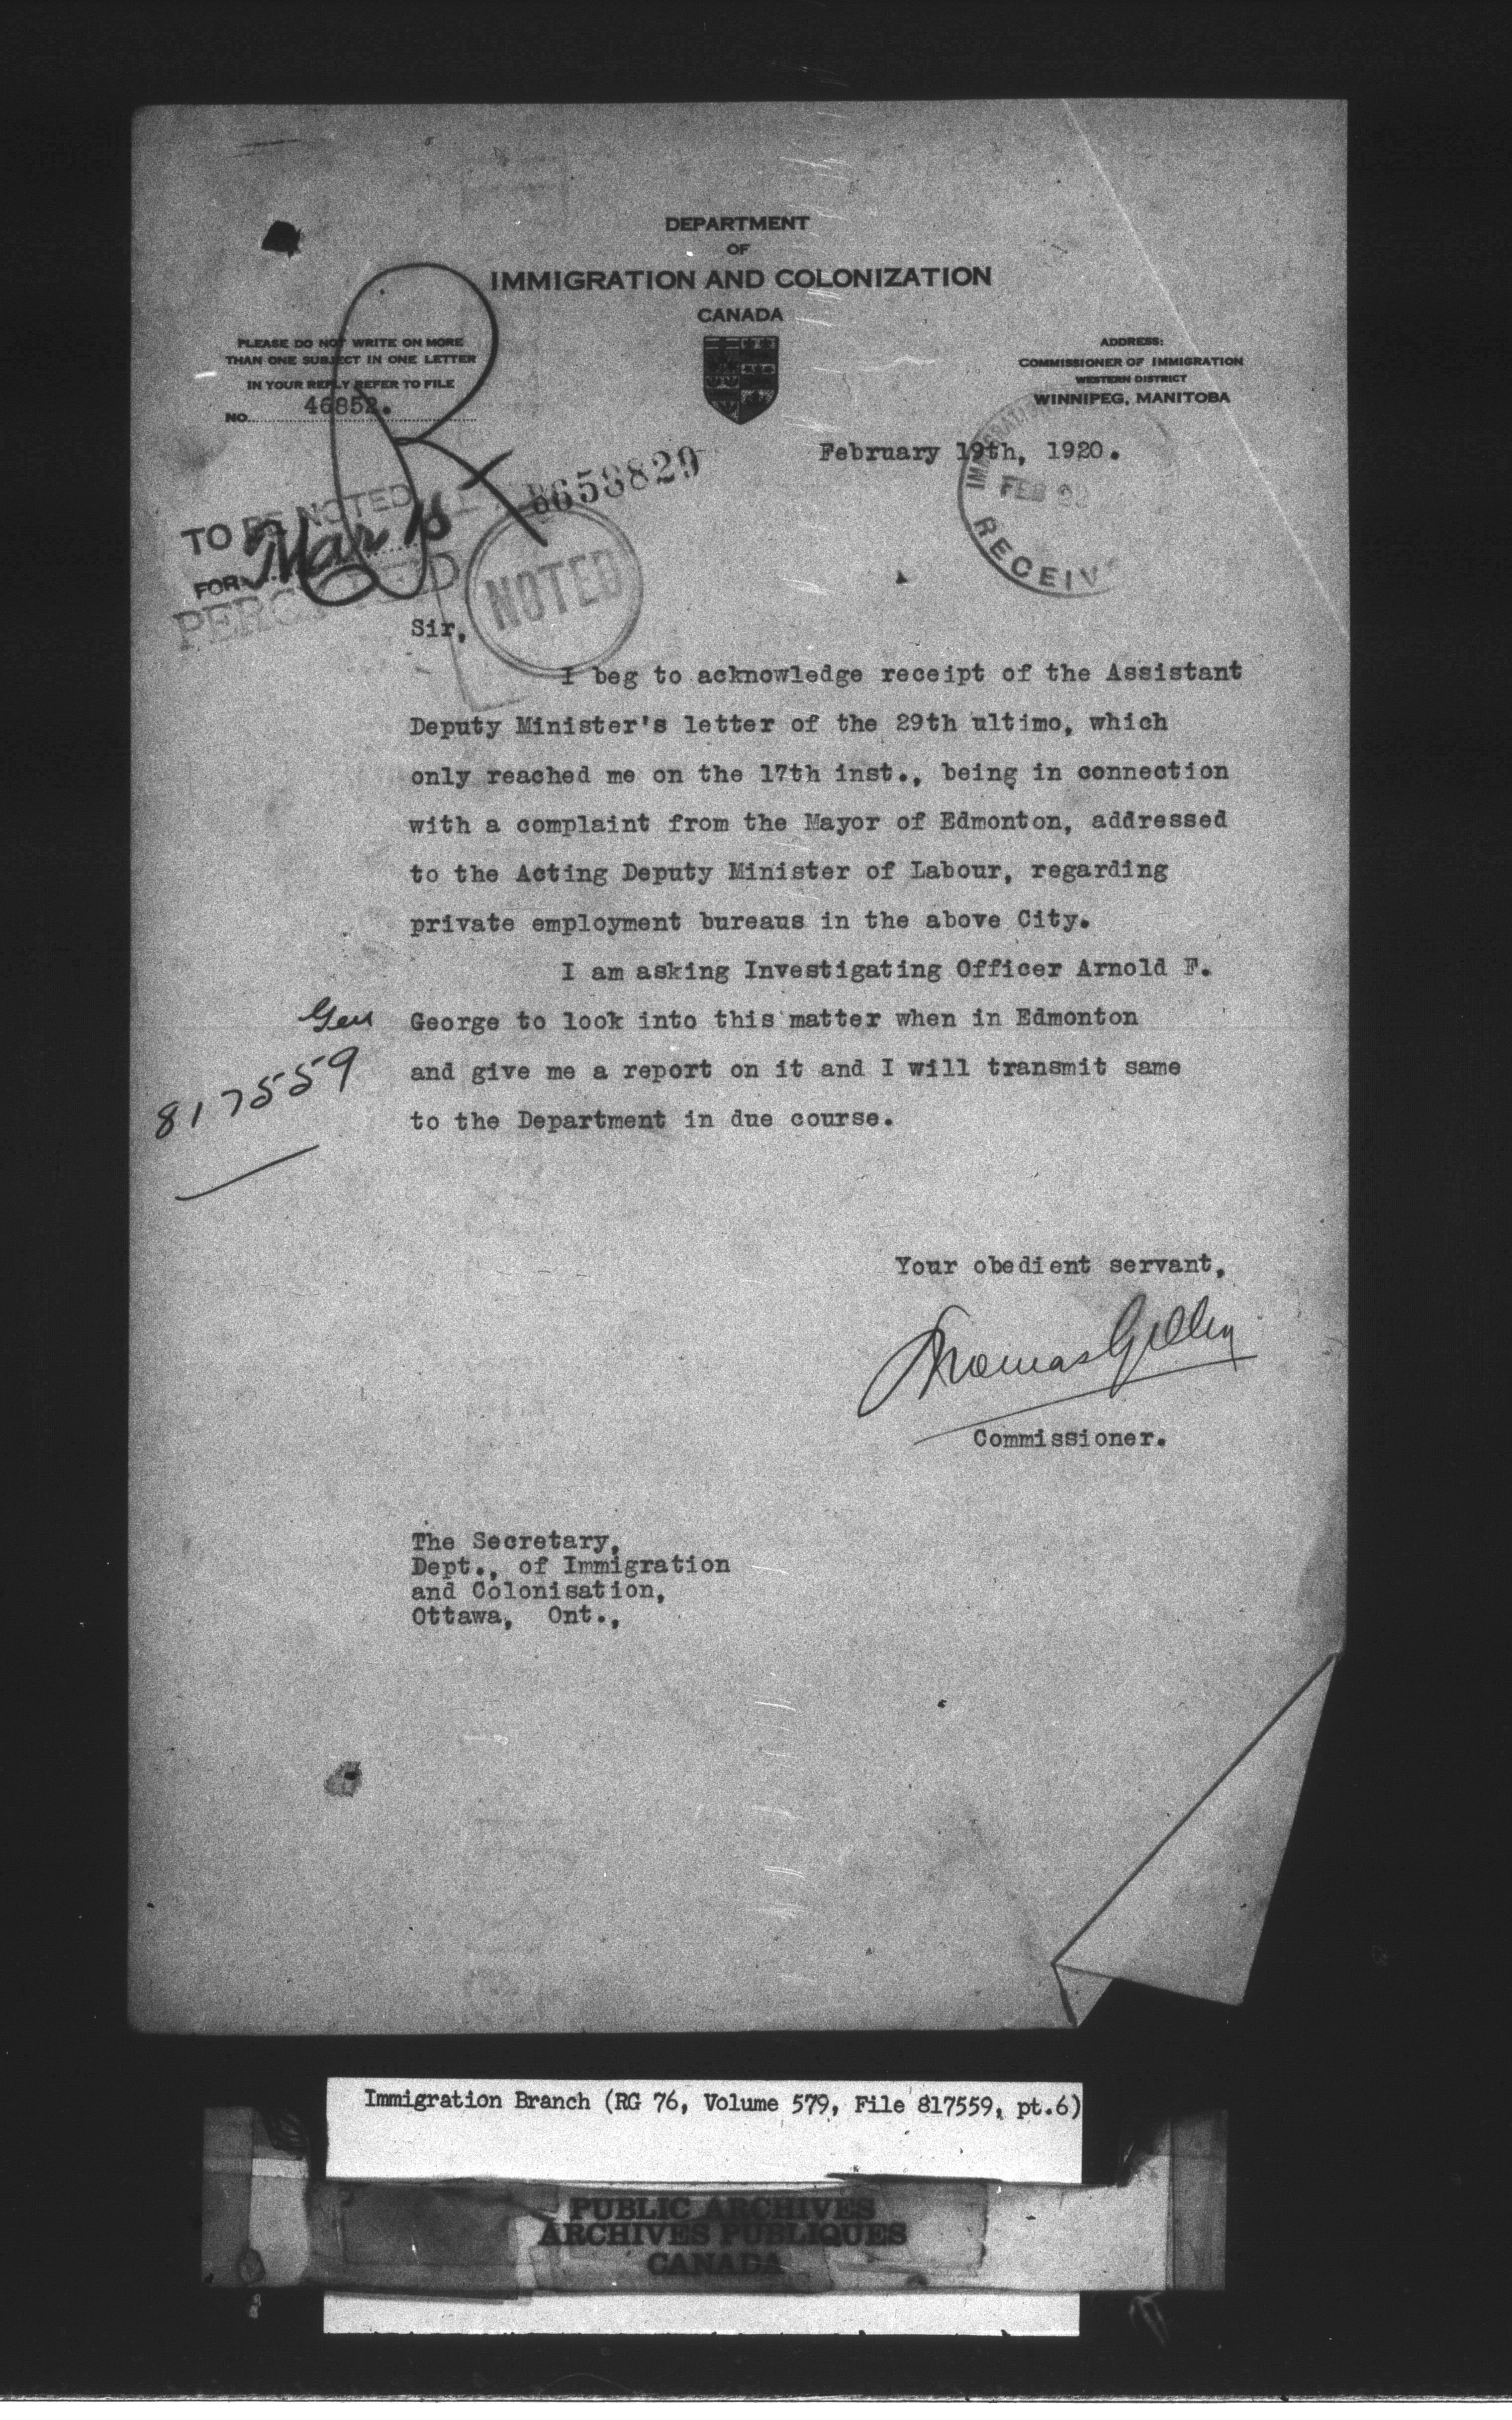 DEPARTMENT
OF
IMMIGRATION AND COLONIZATION
CANADA
PLEASE DO NOT WRITE ON MORE
THAN ONE SUBJECT IN ONE LETTER
IN YOUR REPLY REFER TO FILE
NO. 46852.
ADDRESS:
COMMISSIONER OF IMMIGRATION
WESTERN DISTRICT
WINNIPEG, MANITOBA
February 19th, 1920.
FEB
RECEIV
TO BE NOTED
FOR Mar 16
658829
NOTED
Sir,
I beg to acknowledge receipt of the Assistant
Deputy Minister's letter of the 29th ultimo, which
only reached me on the 17th inst., being in connection
with a complaint from the Mayor of Edmonton, addressed
to the Acting Deputy Minister of Labour, regarding
private employment bureaus in the above City.
I am asking Investigating Officer Arnold F.
George to look into this matter when in Edmonton
and give me a report on it and I will transmit same
to the Department in due course.
817559
Your obedient servant,
Thomas Gelley
Commissioner.
The Secretary,
Dept., of Immigration
and Colonisation,
Ottawa, Ont.,
Immigration Branch (RG 76, Volume 579, File 817559, pt.6)
PUBLIC ARCHIVES
ARCHIVES PUBLIQUES
CANADA